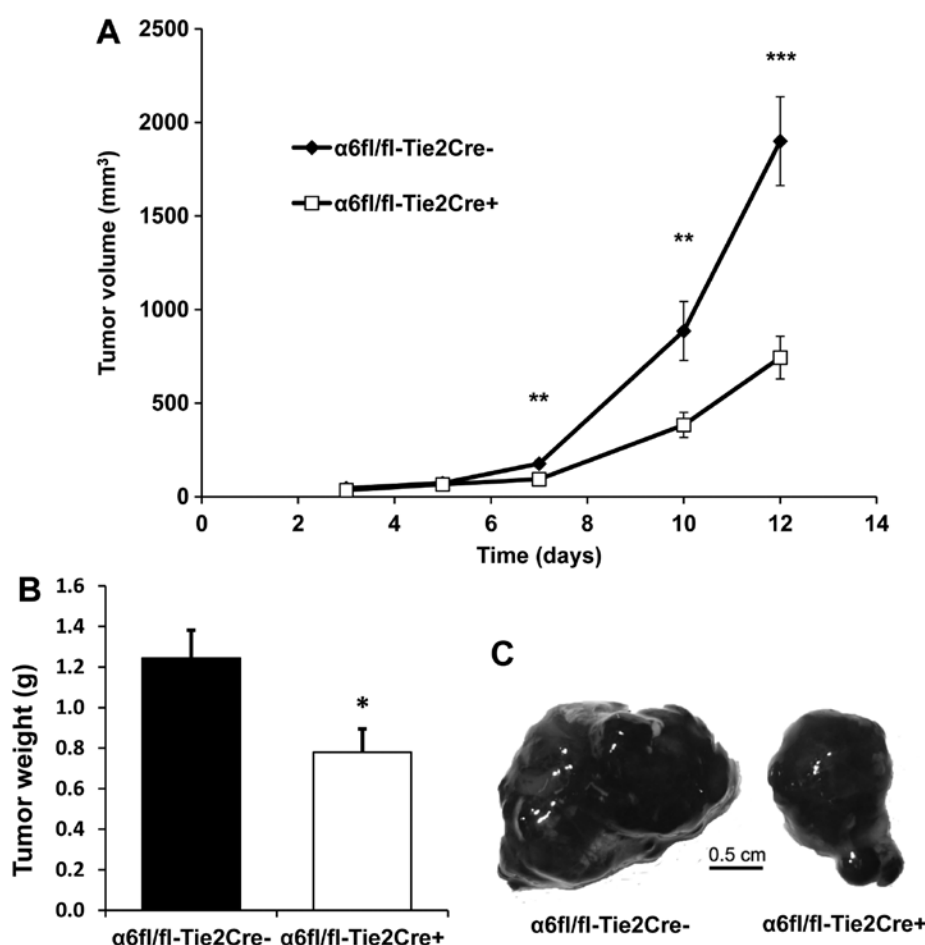 A
2500
2000
1500
1000
500
0
Tumor volume (mm³)
α6fl/fl-Tie2Cre-
α6fl/fl-Tie2Cre+
**
**
***
0 2 4 6 8 10 12 14
Time (days)
B
1.6
1.4
1.2
1.0
0.8
0.6
0.4
0.2
0.0
Tumor weight (g)
*
α6fl/fl-Tie2Cre- α6fl/fl-Tie2Cre+
C
0.5 cm
α6fl/fl-Tie2Cre- α6fl/fl-Tie2Cre+